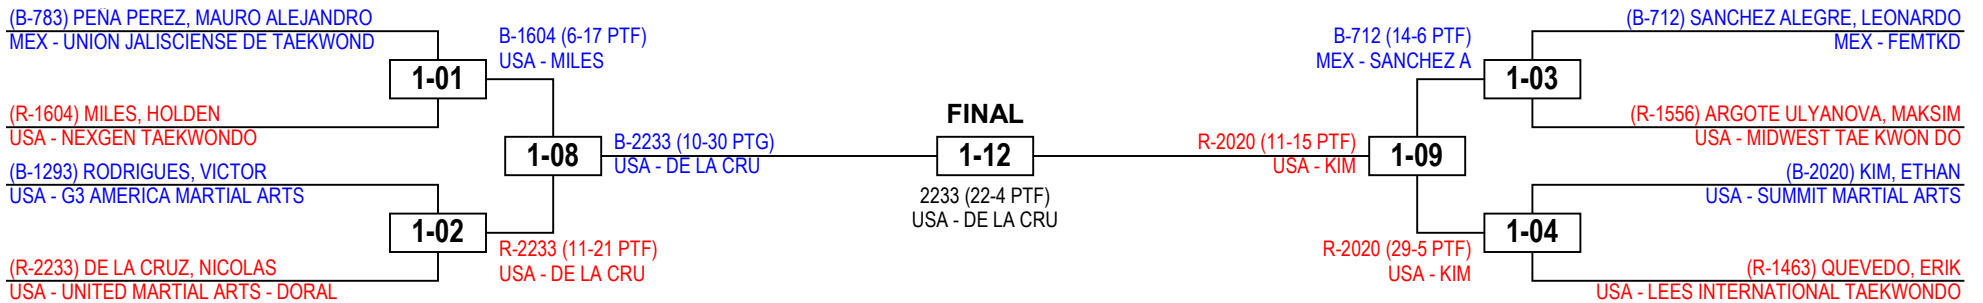 (B-783) PEÑA PEREZ, MAURO ALEJANDRO
MEX - UNION JALISCIENSE DE TAEKWOND
1-01
(R-1604) MILES, HOLDEN
USA - NEXGEN TAEKWONDO
(B-1293) RODRIGUES, VICTOR
USA - G3 AMERICA MARTIAL ARTS
1-02
(R-2233) DE LA CRUZ, NICOLAS
USA - UNITED MARTIAL ARTS - DORAL
B-1604 (6-17 PTF)
USA - MILES
1-08
R-2233 (11-21 PTF)
USA - DE LA CRU
B-2233 (10-30 PTG)
USA - DE LA CRU
FINAL
1-12
2233 (22-4 PTF)
USA - DE LA CRU
R-2020 (11-15 PTF)
USA - KIM
B-712 (14-6 PTF)
MEX - SANCHEZ A
1-09
R-2020 (29-5 PTF)
USA - KIM
(B-712) SANCHEZ ALEGRE, LEONARDO
MEX - FEMTKD
1-03
(R-1556) ARGOTE ULYANOVA, MAKSIM
USA - MIDWEST TAE KWON DO
(B-2020) KIM, ETHAN
USA - SUMMIT MARTIAL ARTS
1-04
(R-1463) QUEVEDO, ERIK
USA - LEES INTERNATIONAL TAEKWONDO